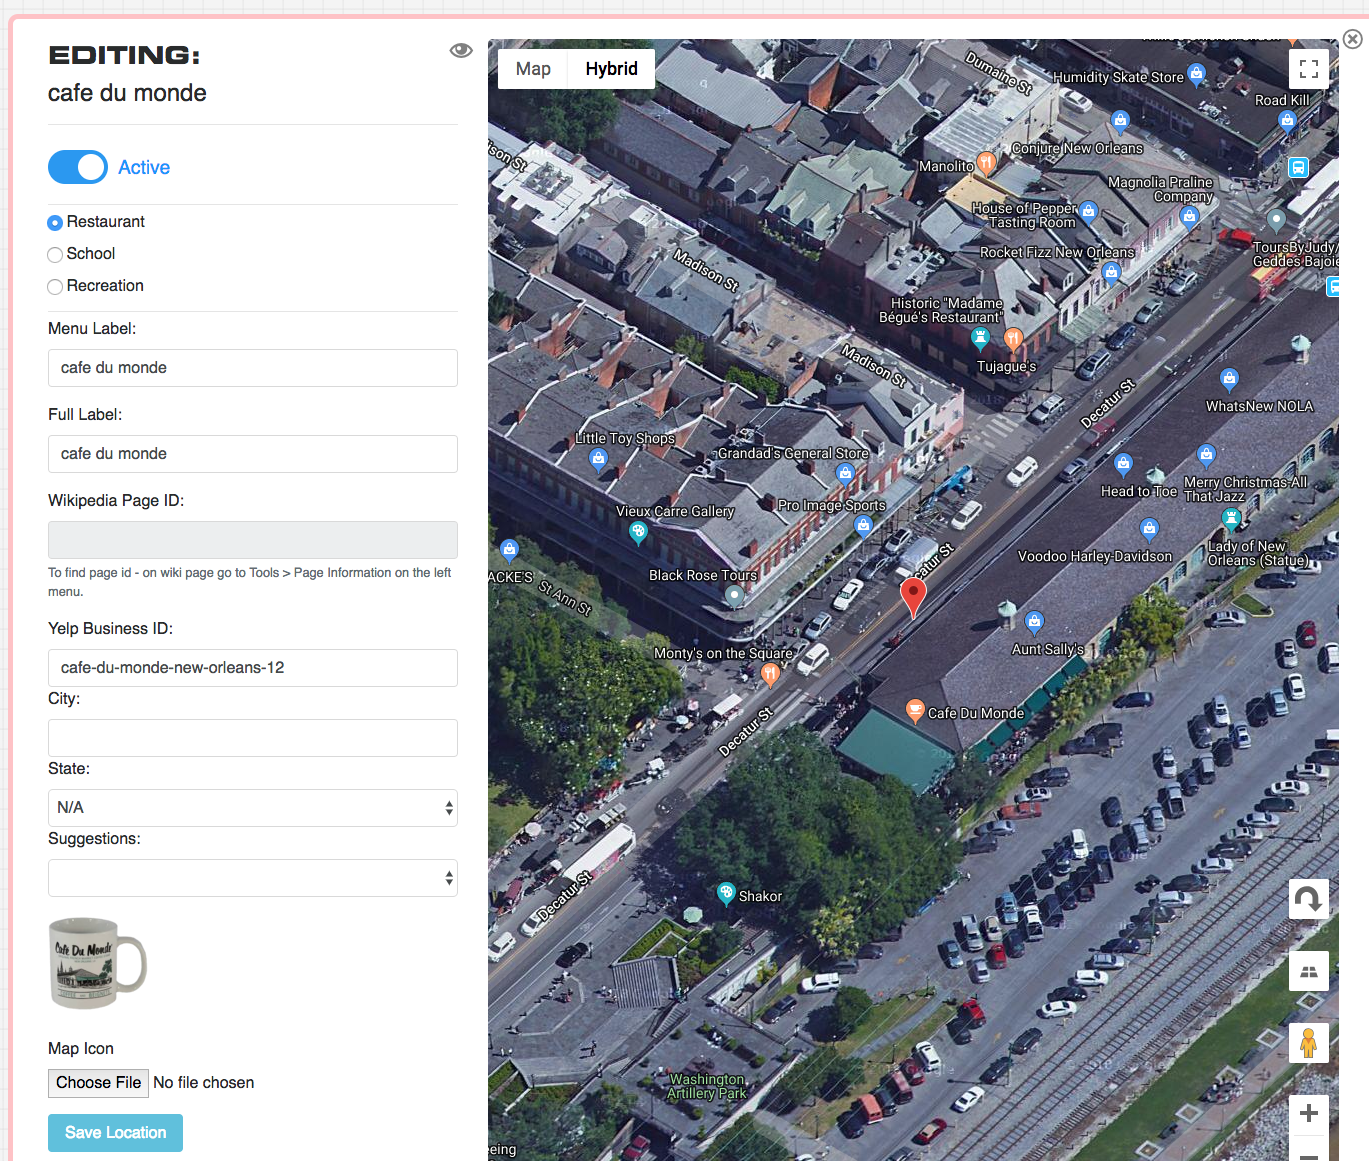 EDITING:
cafe du monde
Active
Restaurant
School
Recreation
Menu Label:
cafe du monde
Full Label:
cafe du monde
Wikipedia Page ID:
To find page id - on wiki page go to Tools > Page Information on the left
menu.
Yelp Business ID:
cafe-du-monde-new-orleans-12
City:
State:
N/A
Suggestions:
Cafe Du Monde
Map Icon
Choose File No file chosen
Save Location
Map Hybrid
Dumaine St
Humidity Skate Store
Road Kill
Conjure New Orleans
Manolito
Magnolia Praline
Company
House of Pepper
Tasting Room
Rocket Fizz New Orleans
ToursByJudy/
Geddes Bajoie
Madison St
Historic "Madame
Bégué's Restaurant"
Tujague's
Madison St
Decatur St
WhatsNew NOLA
Little Toy Shops
Grandad's General Store
Head to Toe
Merry Christmas-All
That Jazz
Pro Image Sports
Vieux Carre Gallery
Voodoo Harley-Davidson
Lady of New
Orleans (Statue)
ACKE'S
St Ann St
Black Rose Tours
Decatur St
Monty's on the Square
Aunt Sally's
Cafe Du Monde
Decatur St
Decatur St
Shakor
Washington
Artillery Park
eeing